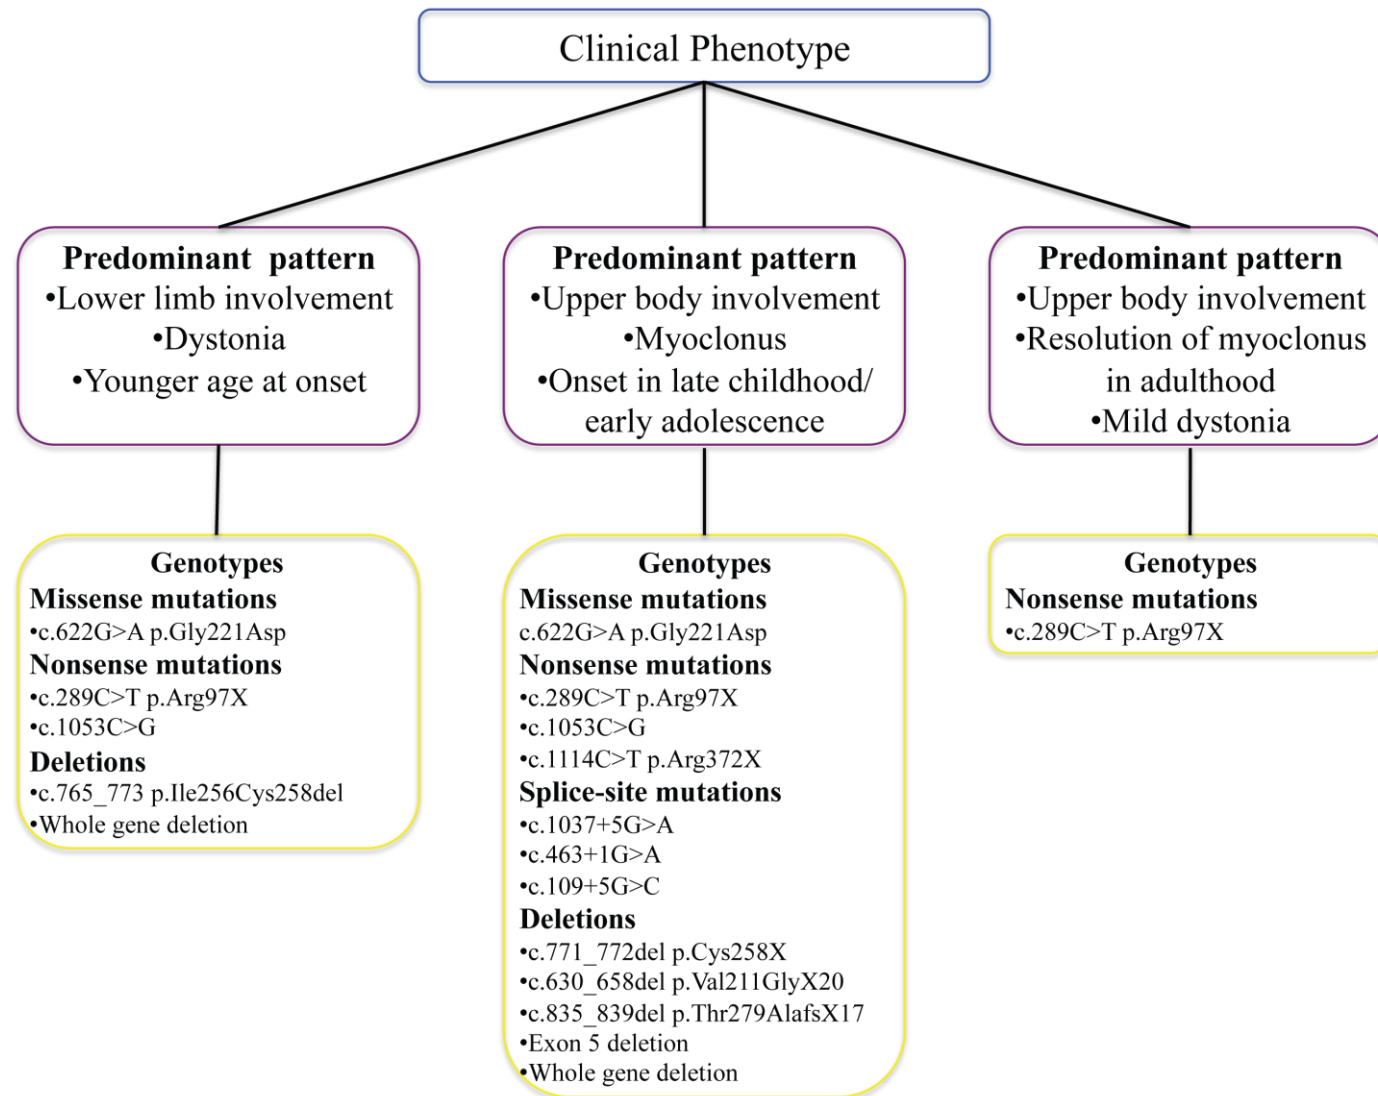 Clinical Phenotype
Predominant pattern
•Lower limb involvement
•Dystonia
•Younger age at onset
Predominant pattern
•Upper body involvement
•Myoclonus
•Onset in late childhood/
early adolescence
Predominant pattern
•Upper body involvement
•Resolution of myoclonus
in adulthood
•Mild dystonia
Genotypes
Missense mutations
•c.622G>A p.Gly221Asp
Nonsense mutations
•c.289C>T p.Arg97X
•c.1053C>G
Deletions
•c.765_773 p.Ile256Cys258del
•Whole gene deletion
Genotypes
Missense mutations
c.622G>A p.Gly221Asp
Nonsense mutations
•c.289C>T p.Arg97X
•c.1053C>G
•c.1114C>T p.Arg372X
Splice-site mutations
•c.1037+5G>A
•c.463+1G>A
•c.109+5G>C
Deletions
•c.771_772del p.Cys258X
•c.630_658del p.Val211GlyX20
•c.835_839del p.Thr279AlafsX17
•Exon 5 deletion
•Whole gene deletion
Genotypes
Nonsense mutations
•c.289C>T p.Arg97X